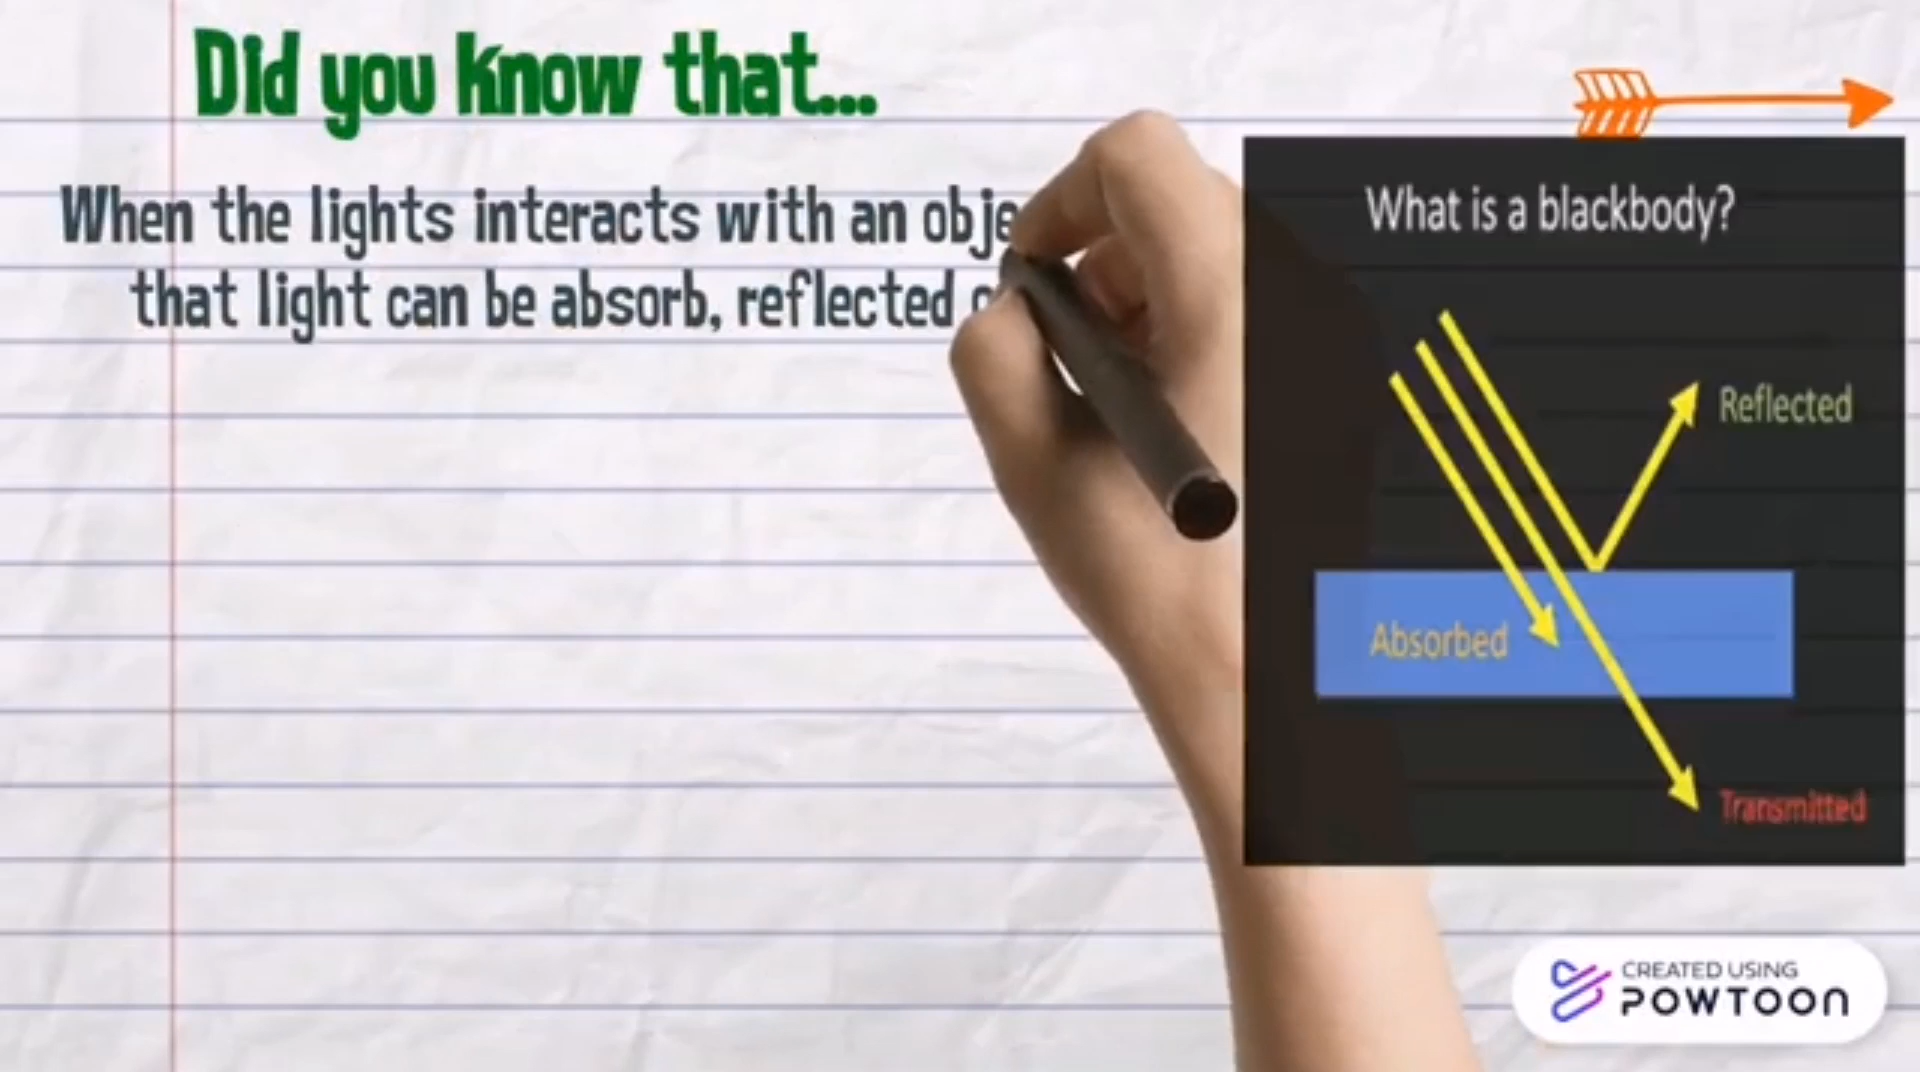 Did you know that...
When the lights interacts with an obje
that light can be absorb, reflected
What is a blackbody?
Reflected
Absorbed
Transmitted
CREATED USING
POWTOON